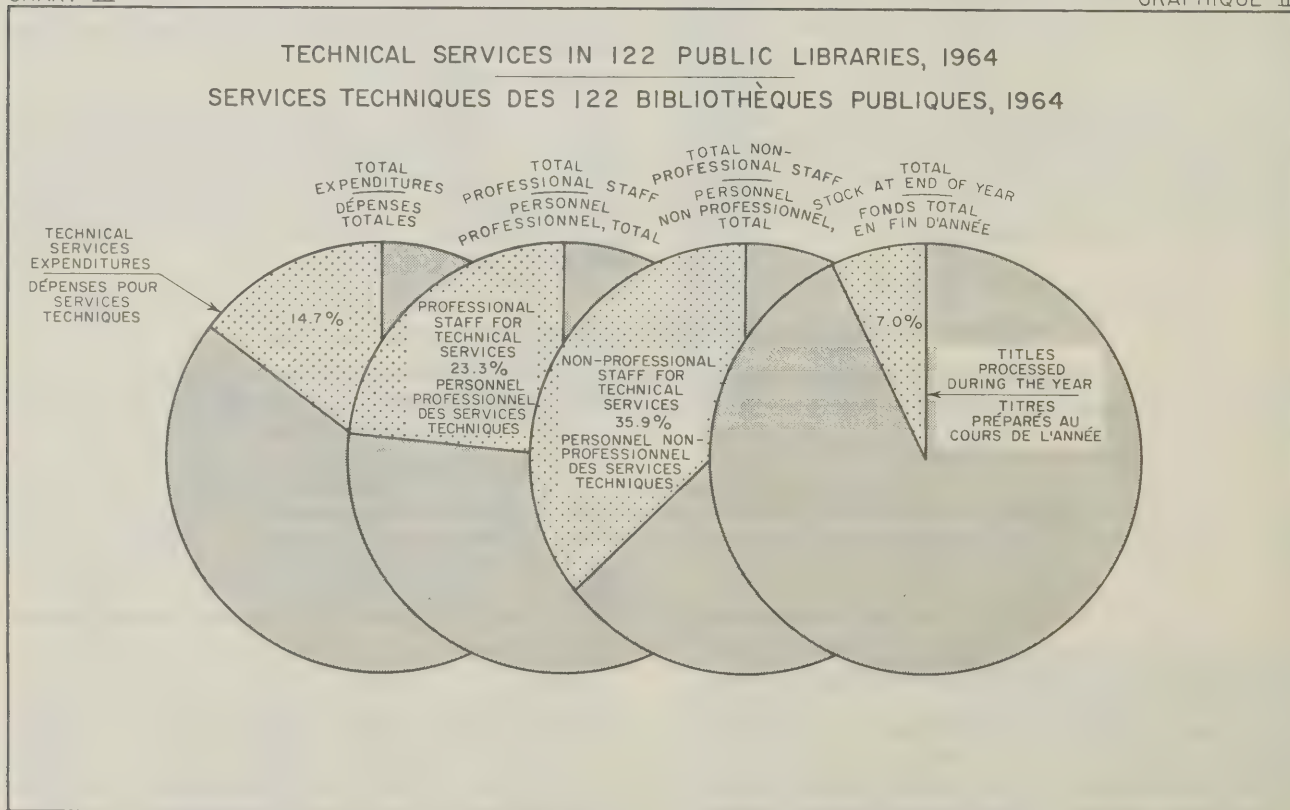 TECHNICAL SERVICES IN 122 PUBLIC LIBRARIES, 1964
SERVICES TECHNIQUES DES 122 BIBLIOTHÈQUES PUBLIQUES, 1964
TOTAL
EXPENDITURES
DÉPENSES
TOTALES
TOTAL
PROFESSIONAL STAFF
PERSONNEL
PROFESSIONNEL, TOTAL
TOTAL NON-
PROFESSIONAL STAFF
PERSONNEL
NON PROFESSIONNEL,
TOTAL
TOTAL
STOCK AT END OF YEAR
FONDS TOTAL
EN FIN D'ANNÉE
TECHNICAL
SERVICES
EXPENDITURES
DÉPENSES POUR
SERVICES
TECHNIQUES
14.7%
PROFESSIONAL
STAFF FOR
TECHNICAL
SERVICES
23.3%
PERSONNEL
PROFESSIONNEL
DES SERVICES
TECHNIQUES
NON-PROFESSIONAL
STAFF FOR
TECHNICAL
SERVICES
35.9%
PERSONNEL NON-
PROFESSIONNEL
DES SERVICES
TECHNIQUES
7.0%
TITLES
PROCESSED
DURING THE YEAR
TITRES
PRÉPARÉS AU
COURS DE L'ANNÉE